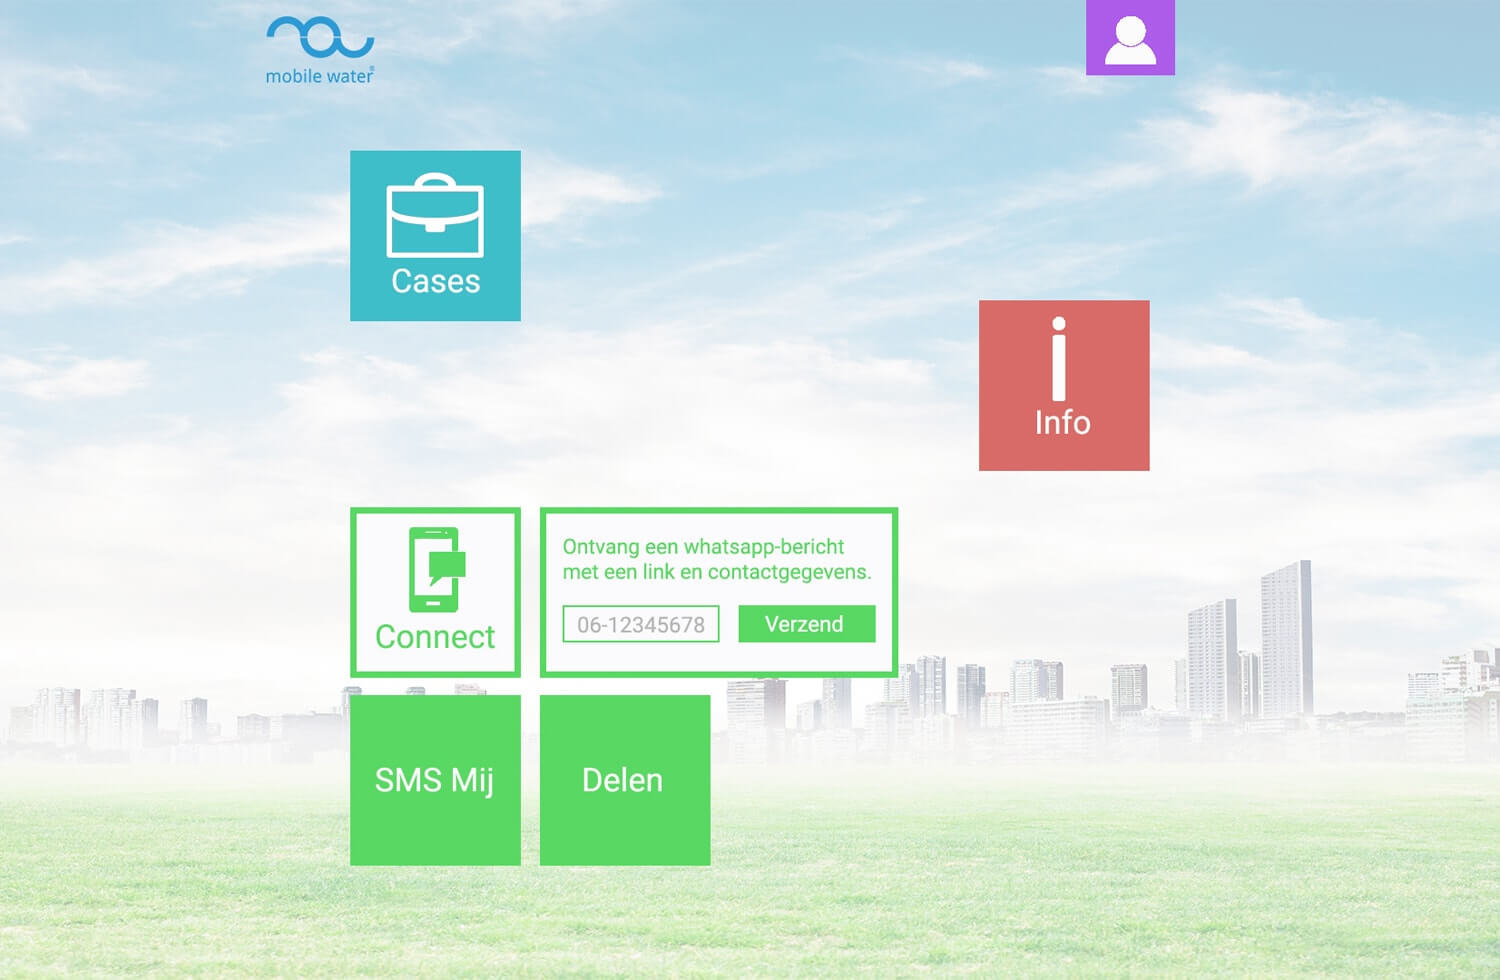 mobile water®
Cases
Info
Connect
Ontvang een whatsapp-bericht
met een link en contactgegevens.
06-12345678
Verzend
SMS Mij
Delen